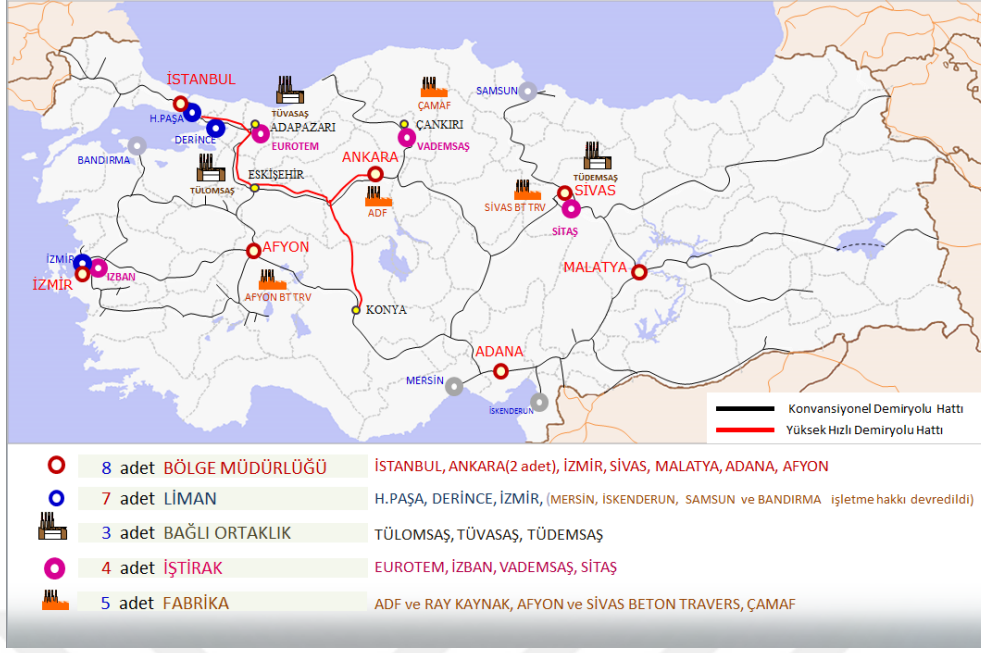 İSTANBUL
H.PAŞA
DERİNCE
TÜVASAŞ
ADAPAZARI
EUROTEM
ÇAMAF
ÇANKIRI
VADEMSAŞ
SAMSUN
BANDIRMA
TÜLOMSAŞ
ESKİŞEHİR
ANKARA
ADF
TÜDEMSAŞ
SİVAS BT TRV
SİVAS
SİTAŞ
AFYON
AFYON BT TRV
İZMİR
İZBAN
İZMİR
MALATYA
KONYA
ADANA
MERSİN
İSKENDERUN
Konvansiyonel Demiryolu Hattı
Yüksek Hızlı Demiryolu Hattı
8 adet BÖLGE MÜDÜRLÜĞÜ İSTANBUL, ANKARA(2 adet), İZMİR, SİVAS, MALATYA, ADANA, AFYON
7 adet LİMAN H.PAŞA, DERİNCE, İZMİR, (MERSİN, İSKENDERUN, SAMSUN ve BANDIRMA işletme hakkı devredildi)
3 adet BAĞLI ORTAKLIK TÜLOMSAŞ, TÜVASAŞ, TÜDEMSAŞ
4 adet İŞTİRAK EUROTEM, İZBAN, VADEMSAŞ, SİTAŞ
5 adet FABRİKA ADF ve RAY KAYNAK, AFYON ve SİVAS BETON TRAVERS, ÇAMAF